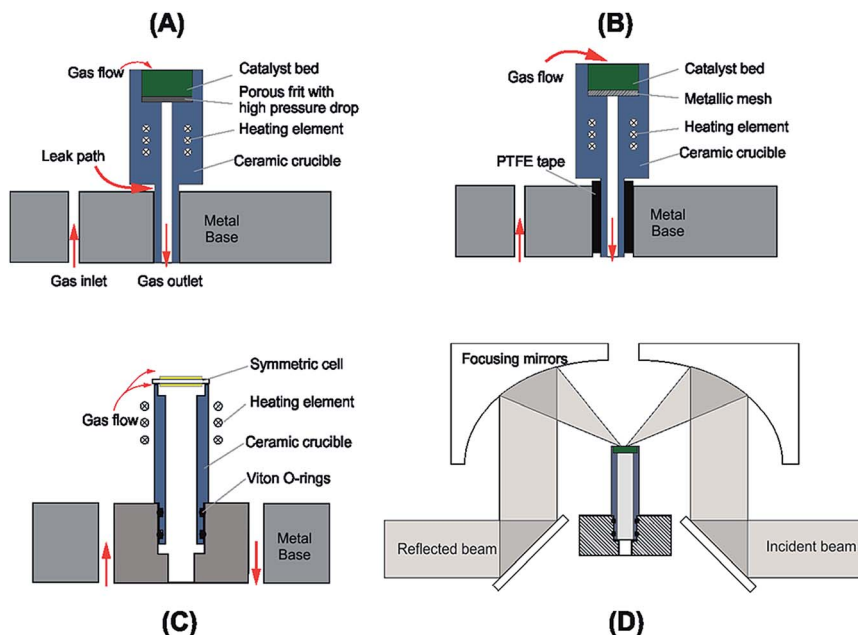 (A)
Gas flow
Catalyst bed
Porous frit with
high pressure drop
Heating element
Leak path
Ceramic crucible
Metal
Base
Gas inlet
Gas outlet
(B)
Gas flow
Catalyst bed
Metallic mesh
Heating element
PTFE tape
Ceramic crucible
Metal
Base
Symmetric cell
Heating element
Gas flow
Ceramic crucible
Viton O-rings
Metal
Base
(C)
Focusing mirrors
Reflected beam
Incident beam
(D)